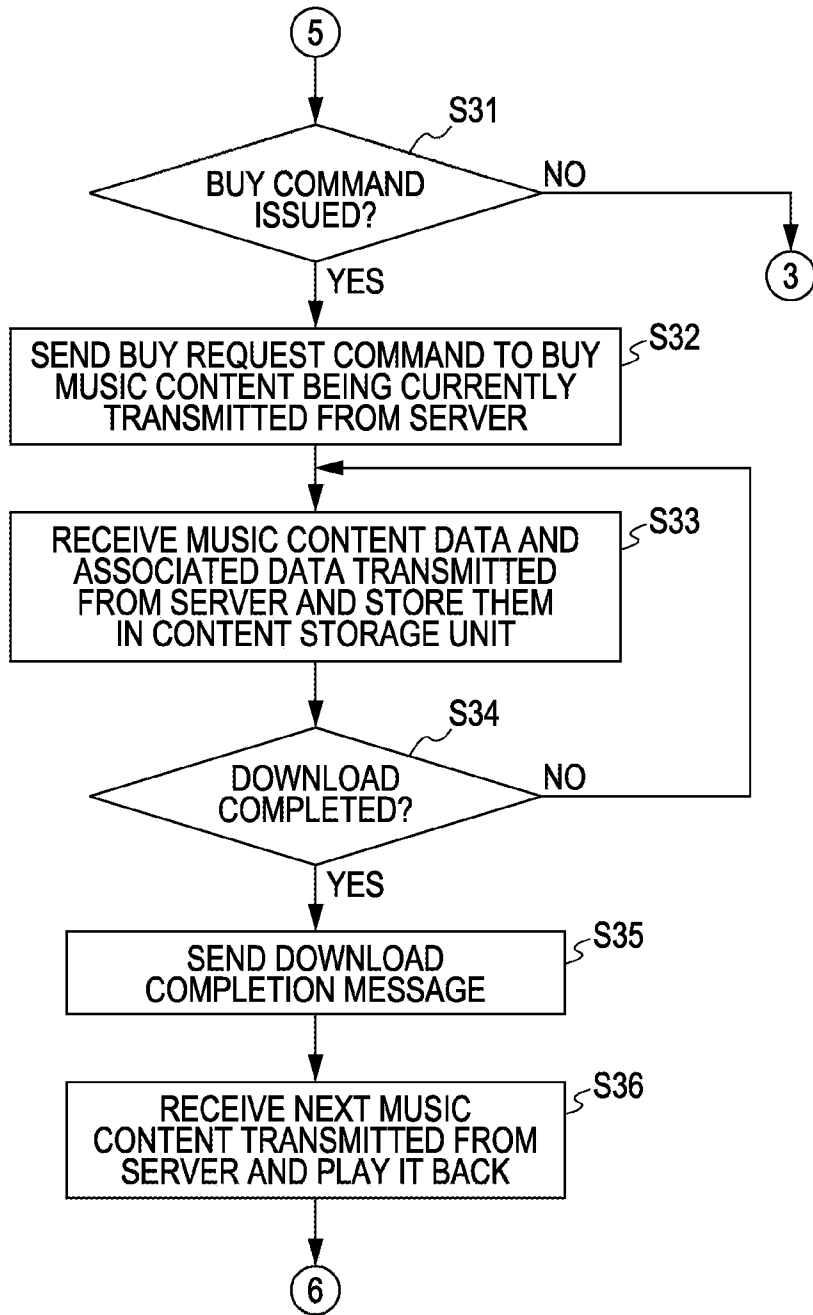 5
S31
BUY COMMAND
ISSUED?
NO
3
YES
S32
SEND BUY REQUEST COMMAND TO BUY
MUSIC CONTENT BEING CURRENTLY
TRANSMITTED FROM SERVER
S33
RECEIVE MUSIC CONTENT DATA AND
ASSOCIATED DATA TRANSMITTED
FROM SERVER AND STORE THEM
IN CONTENT STORAGE UNIT
S34
DOWNLOAD
COMPLETED?
NO
YES
S35
SEND DOWNLOAD
COMPLETION MESSAGE
S36
RECEIVE NEXT MUSIC
CONTENT TRANSMITTED FROM
SERVER AND PLAY IT BACK
6